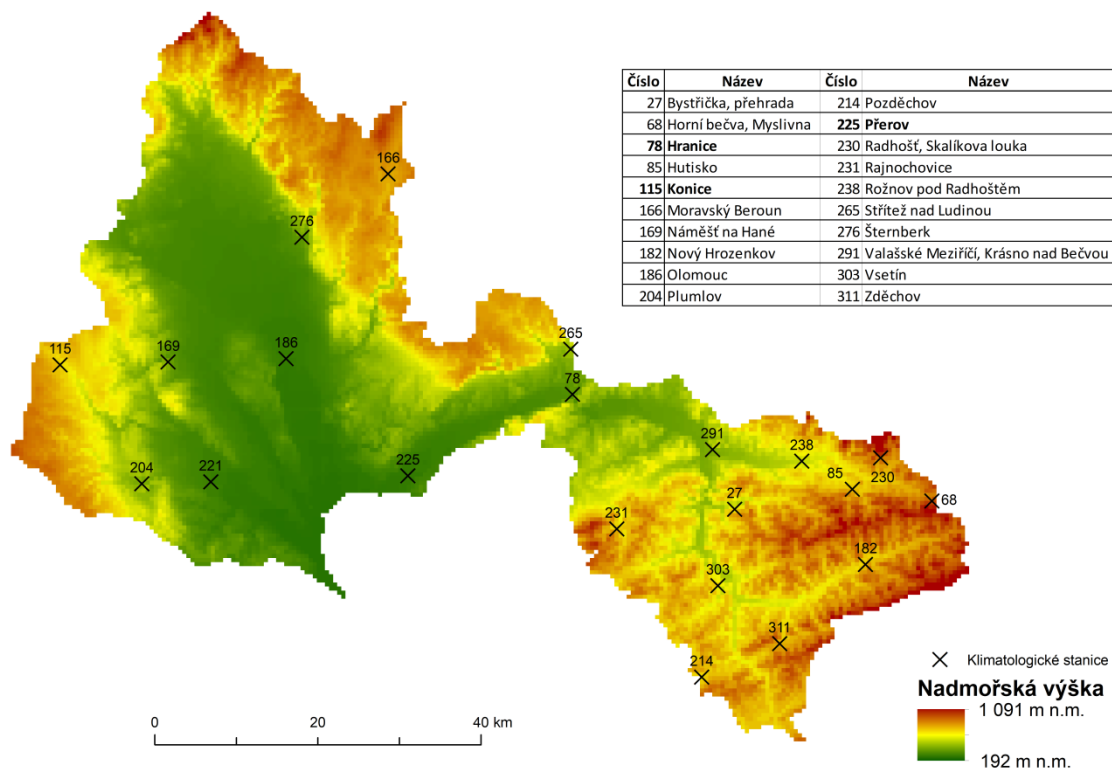 Číslo Název Číslo Název
27 Bystřička, přehrada 214 Pozděchov
68 Horní bečva, Myslivna 225 Přerov
78 Hranice 230 Radhošť, Skalíkova louka
85 Hutisko 231 Rajnochovice
115 Konice 238 Rožnov pod Radhoštěm
166 Moravský Beroun 265 Střítež nad Ludinou
169 Náměšť na Hané 276 Šternberk
182 Nový Hrozenkov 291 Valašské Meziříčí, Krásno nad Bečvou
186 Olomouc 303 Vsetín
204 Plumlov 311 Zděchov
166
276
265
115
169
186
78
291
238
204
221
225
85
230
27
68
231
182
303
311
214
Klimatologické stanice
Nadmořská výška
1 091 m n.m.
192 m n.m.
0 20 40 km